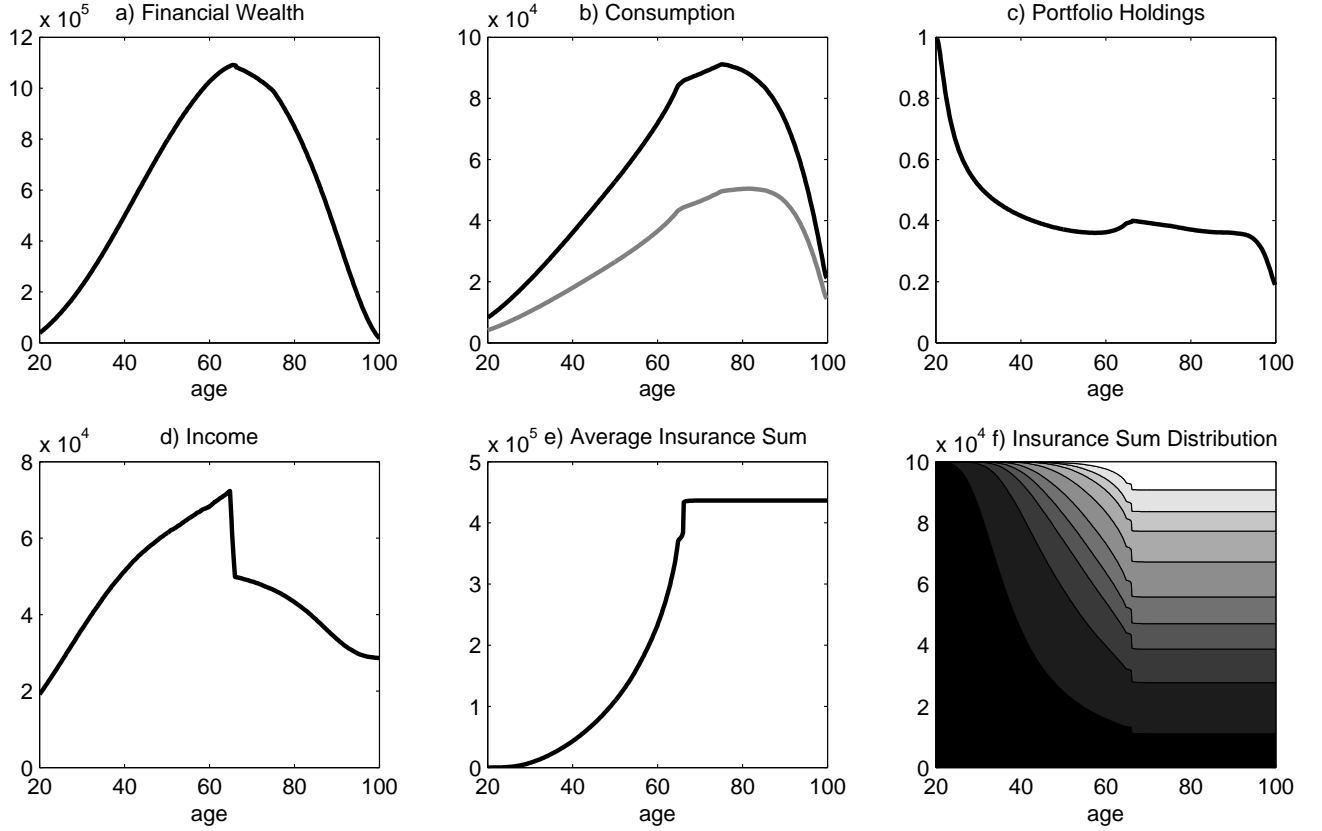 x 10^5 a) Financial Wealth
12
10
8
6
4
2
0
20 40 60 80 100
age
x 10^4 b) Consumption
10
8
6
4
2
0
20 40 60 80 100
age
c) Portfolio Holdings
1
0.8
0.6
0.4
0.2
0
20 40 60 80 100
age
x 10^4 d) Income
8
6
4
2
0
20 40 60 80 100
age
x 10^5 e) Average Insurance Sum
5
4
3
2
1
0
20 40 60 80 100
age
x 10^4 f) Insurance Sum Distribution
10
8
6
4
2
0
20 40 60 80 100
age